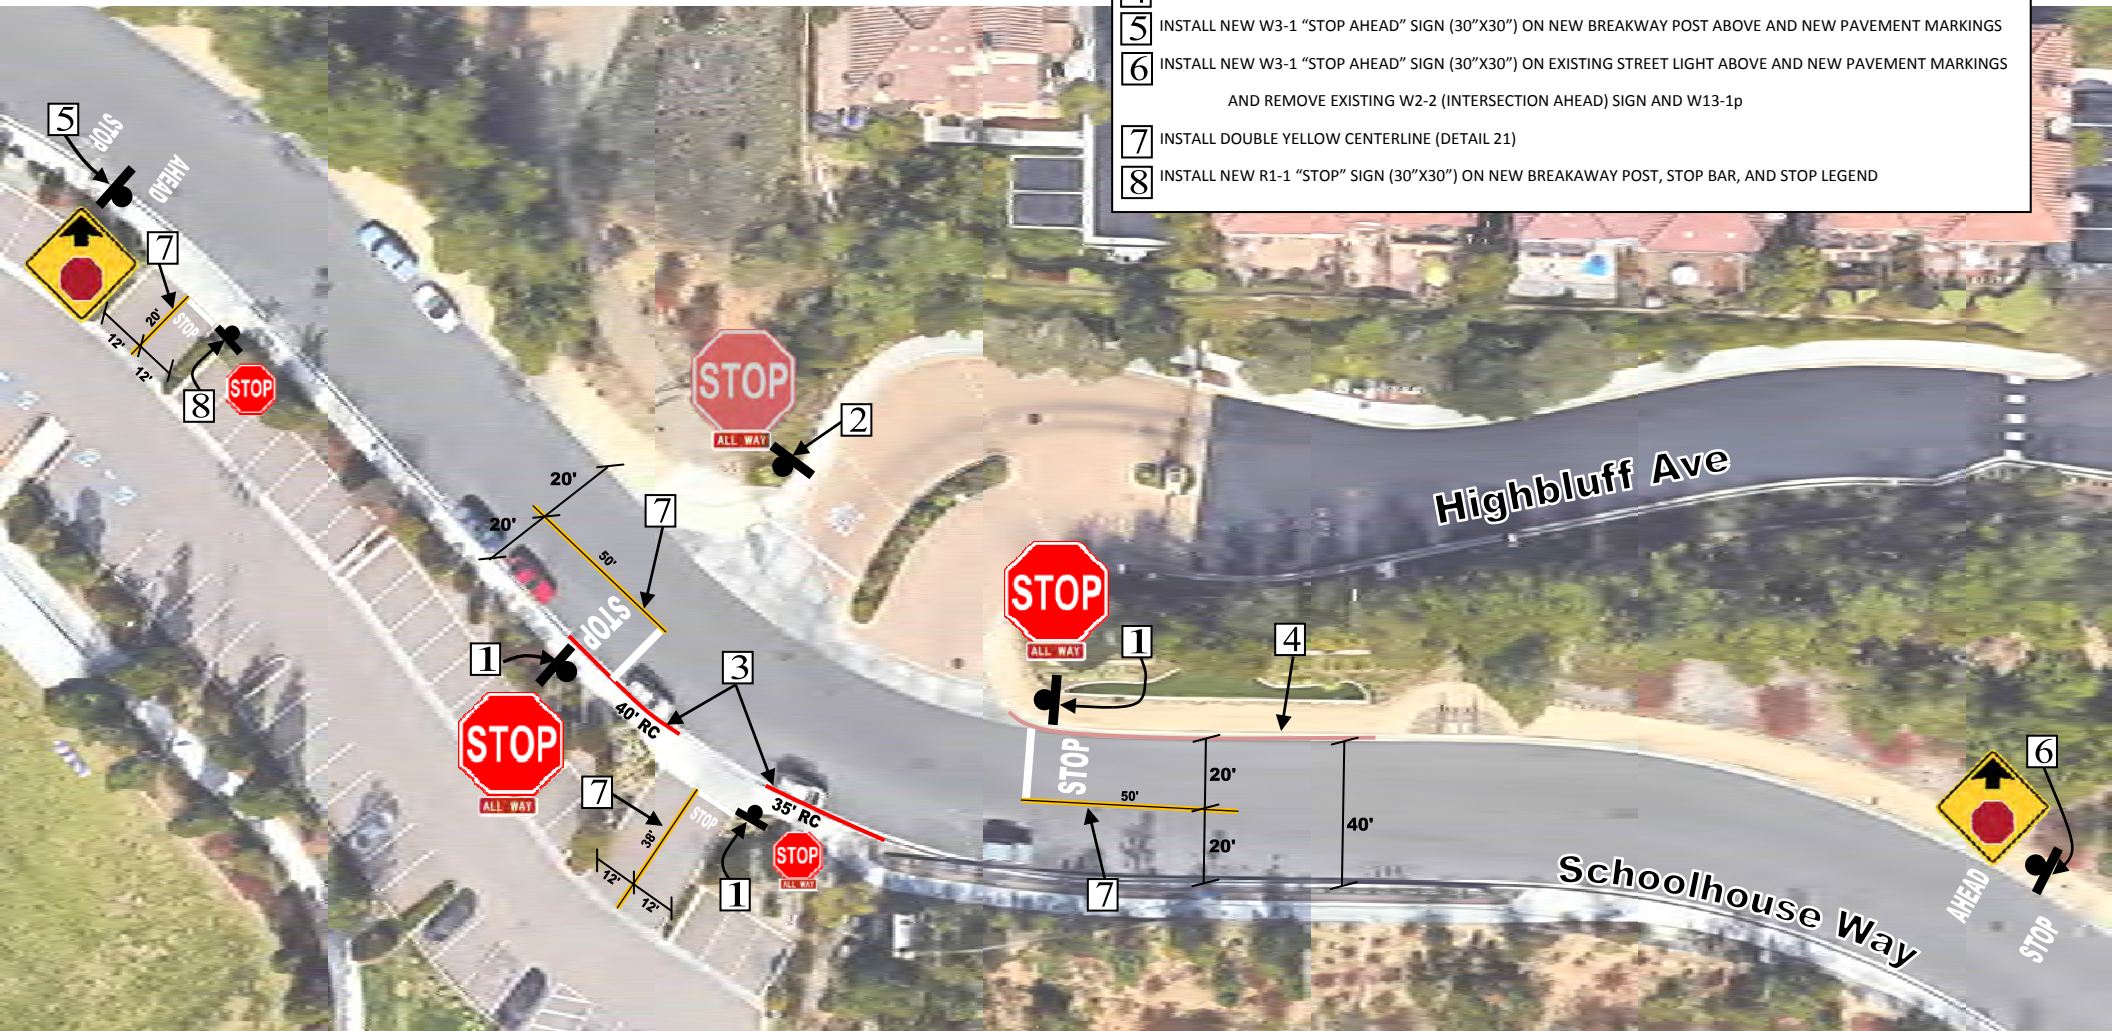 4
5 INSTALL NEW W3-1 “STOP AHEAD” SIGN (30”X30”) ON NEW BREAKWAY POST ABOVE AND NEW PAVEMENT MARKINGS
6 INSTALL NEW W3-1 “STOP AHEAD” SIGN (30”X30”) ON EXISTING STREET LIGHT ABOVE AND NEW PAVEMENT MARKINGS
AND REMOVE EXISTING W2-2 (INTERSECTION AHEAD) SIGN AND W13-1p
7 INSTALL DOUBLE YELLOW CENTERLINE (DETAIL 21)
8 INSTALL NEW R1-1 “STOP” SIGN (30”X30”) ON NEW BREAKAWAY POST, STOP BAR, AND STOP LEGEND
5
STOP
AHEAD
7
20'
STOP
12'
12'
8
STOP
STOP
ALL WAY
2
20'
20'
7
50'
STOP
Highbluff Ave
1
STOP
ALL WAY
3
40' RC
35' RC
7
STOP
38'
12'
12'
1
STOP
ALL WAY
STOP
ALL WAY
1
4
STOP
50'
20'
20'
40'
7
6
AHEAD
STOP
Schoolhouse Way